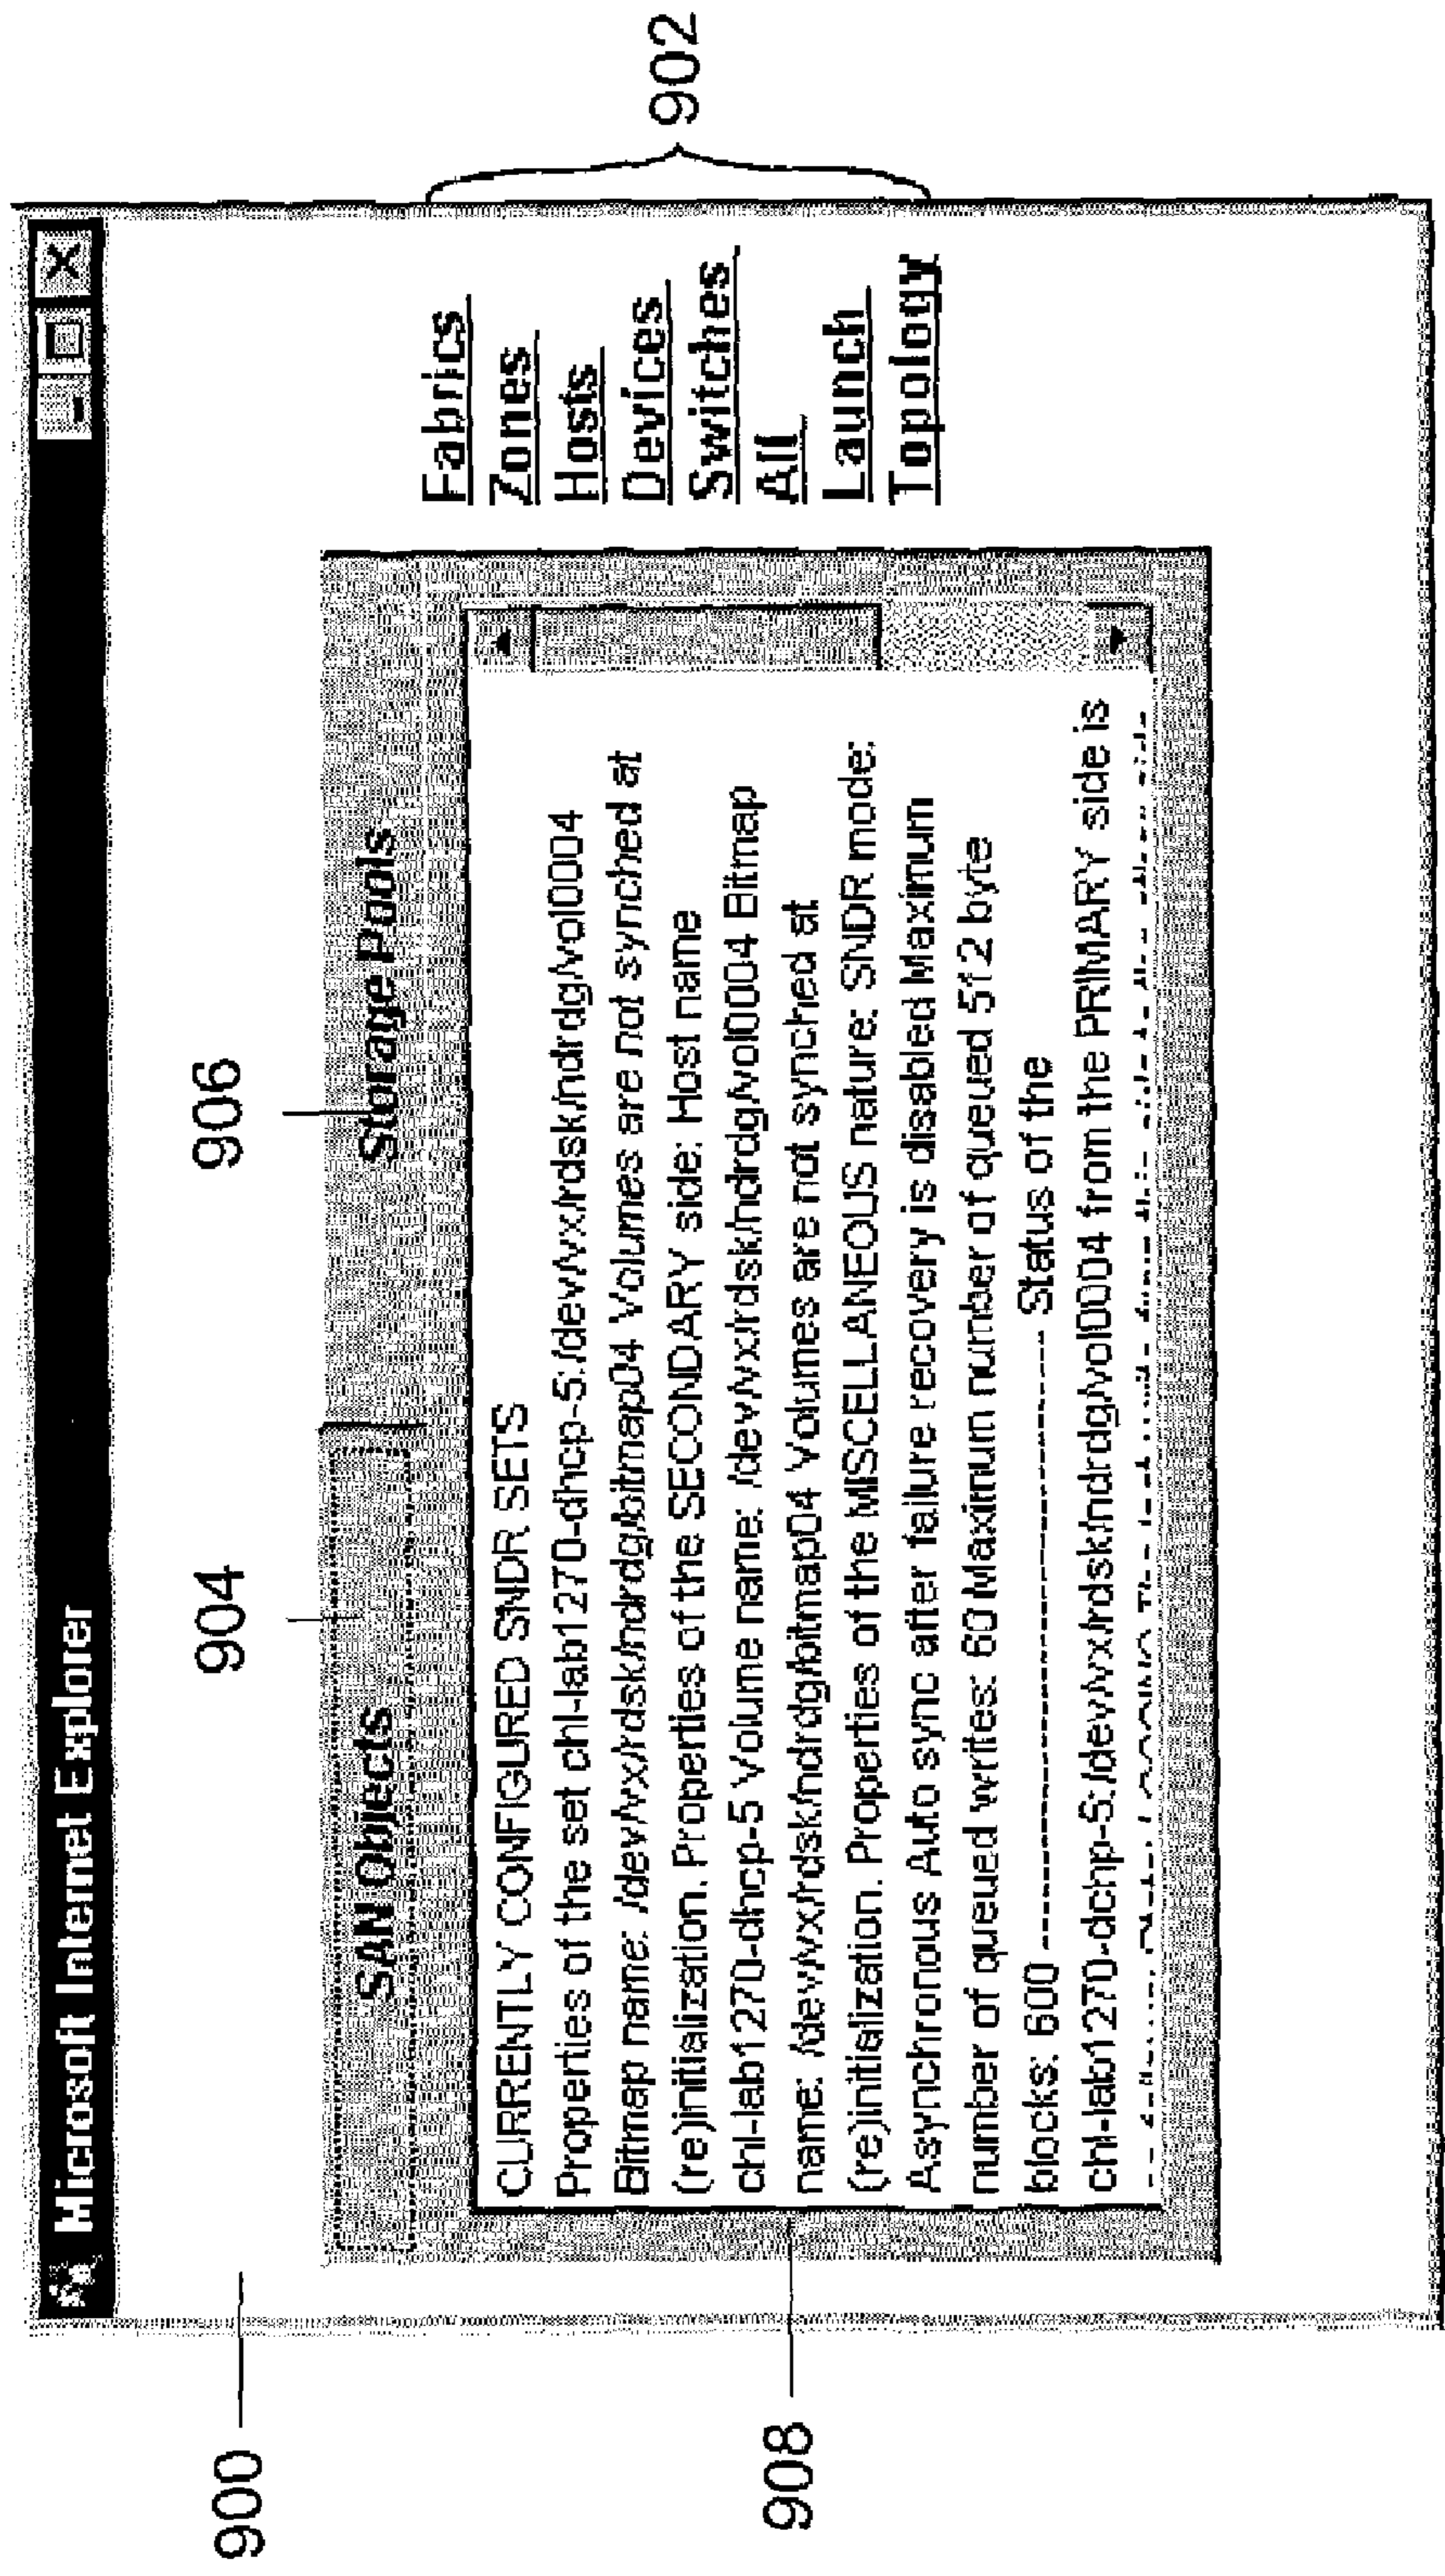 900
Microsoft Internet Explorer
904
906
SAN Objects
Storage Pools
CURRENTLY CONFIGURED SNDR SETS
Properties of the set chl-lab1270-dhcp-5:/dev/vx/rdsk/ndrdg/vol0004
Bitmap name: /dev/vx/rdsk/ndrdg/bitmap04 Volumes are not synched at
(re)initialization. Properties of the SECONDARY side: Host name
chl-lab1270-dhcp-5 Volume name: /dev/vx/rdsk/ndrdg/vol0004 Bitmap
name: /dev/vx/rdsk/ndrdg/bitmap04 Volumes are not synched at
(re)initialization. Properties of the MISCELLANEOUS nature: SNDR mode:
Asynchronous Auto sync after failure recovery is disabled Maximum
number of queued writes: 60 Maximum number of queued 512 byte
blocks: 600 ---------------------------------------- Status of the
chl-lab1270-dchp-5:/dev/vx/rdsk/ndrdg/vol0004 from the PRIMARY side is
908
Fabrics
Zones
Hosts
Devices
Switches
All
Launch
Topology
902